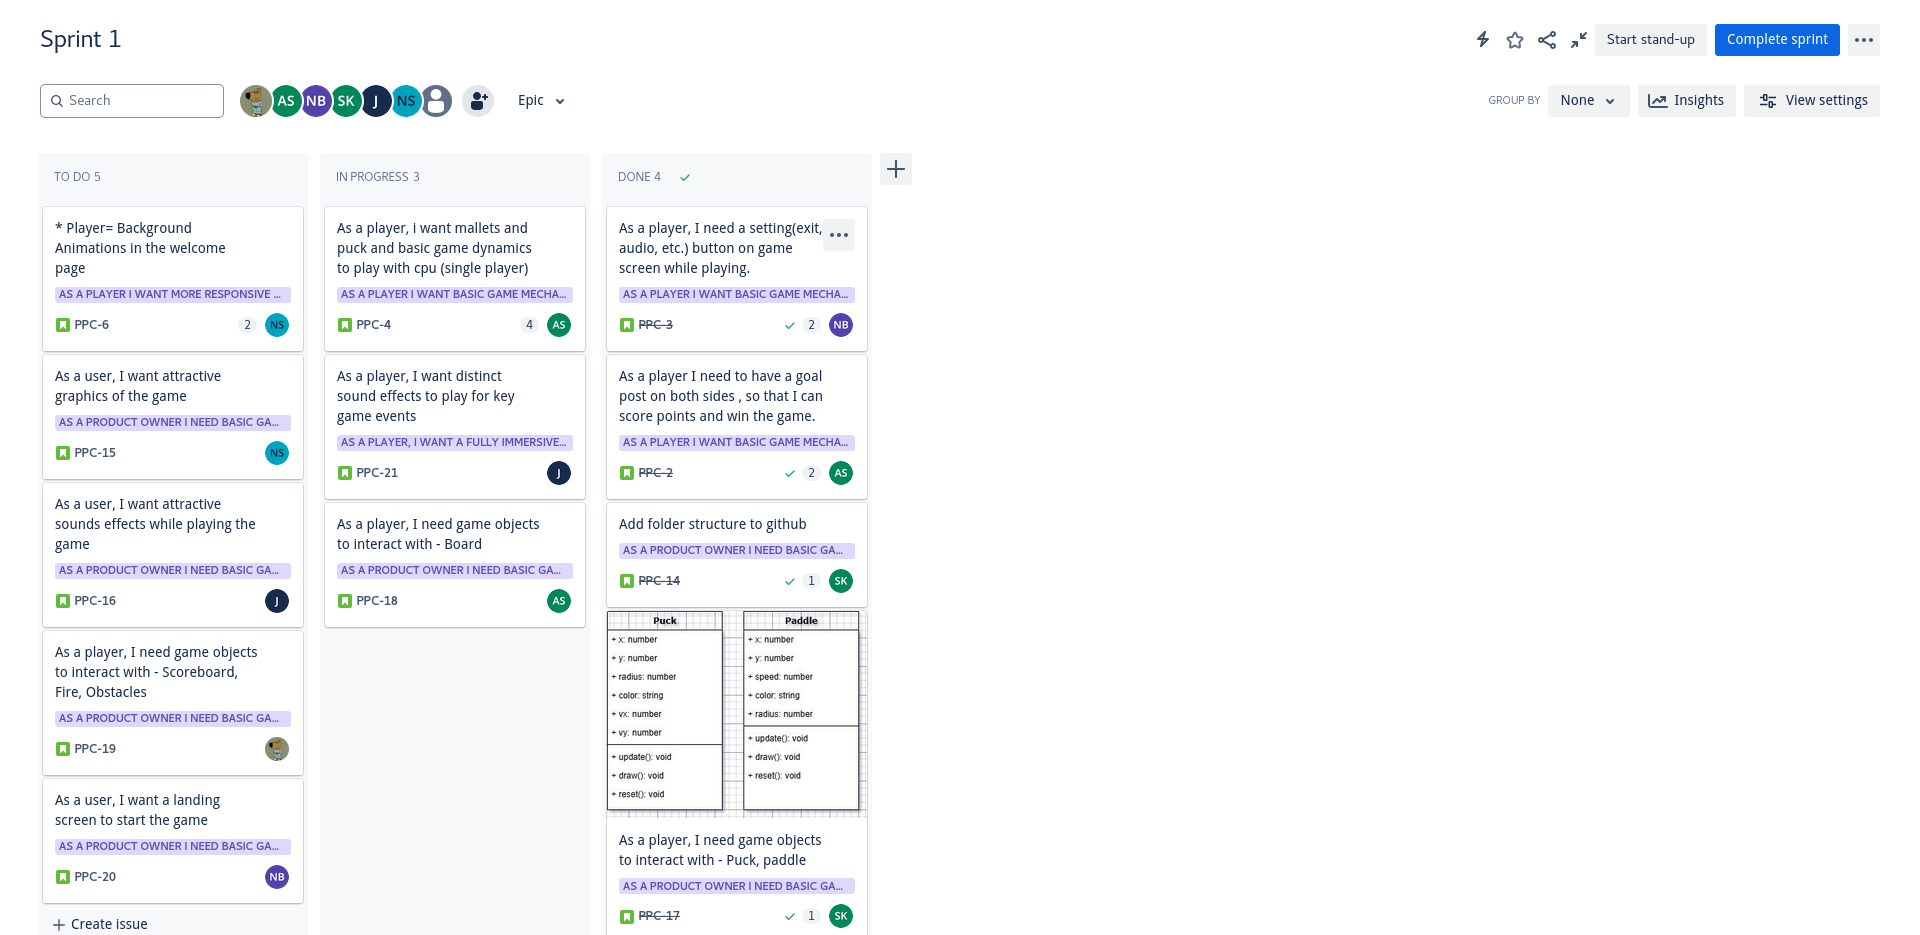 Sprint 1
Start stand-up
Complete sprint
Search
AS
NB
SK
J
NS
Epic
GROUP BY
None
Insights
View settings
TO DO 5
* Player= Background
Animations in the welcome
page
AS A PLAYER I WANT MORE RESPONSIVE ...
PPC-6
2
NS
As a user, I want attractive
graphics of the game
AS A PRODUCT OWNER I NEED BASIC GA...
PPC-15
NS
As a user, I want attractive
sounds effects while playing the
game
AS A PRODUCT OWNER I NEED BASIC GA...
PPC-16
J
As a player, I need game objects
to interact with - Scoreboard,
Fire, Obstacles
AS A PRODUCT OWNER I NEED BASIC GA...
PPC-19
As a user, I want a landing
screen to start the game
AS A PRODUCT OWNER I NEED BASIC GA...
PPC-20
NB
Create issue
IN PROGRESS 3
As a player, i want mallets and
puck and basic game dynamics
to play with cpu (single player)
AS A PLAYER I WANT BASIC GAME MECHA...
PPC-4
4
AS
As a player, I want distinct
sound effects to play for key
game events
AS A PLAYER, I WANT A FULLY IMMERSIVE...
PPC-21
J
As a player, I need game objects
to interact with - Board
AS A PRODUCT OWNER I NEED BASIC GA...
PPC-18
AS
DONE 4
As a player, I need a setting(exit,
audio, etc.) button on game
screen while playing.
AS A PLAYER I WANT BASIC GAME MECHA...
PPC-3
2
NB
As a player I need to have a goal
post on both sides , so that I can
score points and win the game.
AS A PLAYER I WANT BASIC GAME MECHA...
PPC-2
2
AS
Add folder structure to github
AS A PRODUCT OWNER I NEED BASIC GA...
PPC-14
1
SK
Puck
+ x: number
+ y: number
+ radius: number
+ color: string
+ vx: number
+ vy: number
+ update(): void
+ draw(): void
+ reset(): void
Paddle
+ x: number
+ y: number
+ speed: number
+ color: string
+ radius: number
+ update(): void
+ draw(): void
+ reset(): void
As a player, I need game objects
to interact with - Puck, paddle
AS A PRODUCT OWNER I NEED BASIC GA...
PPC-17
1
SK